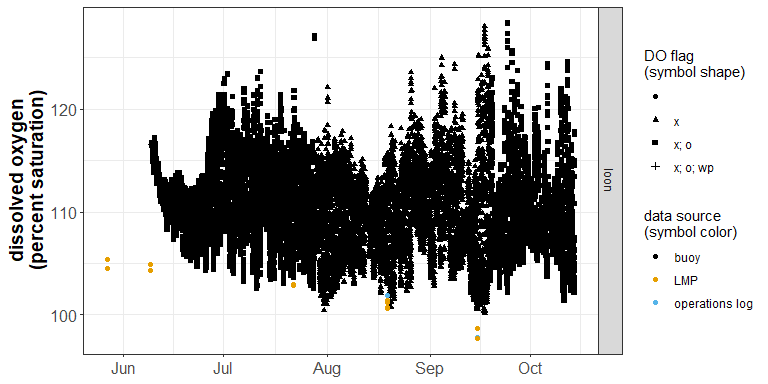 dissolved oxygen
(percent saturation)
120
110
100
Jun
Jul
Aug
Sep
Oct
loon
DO flag
(symbol shape)
x
x; o
x; o; wp
data source
(symbol color)
buoy
LMP
operations log